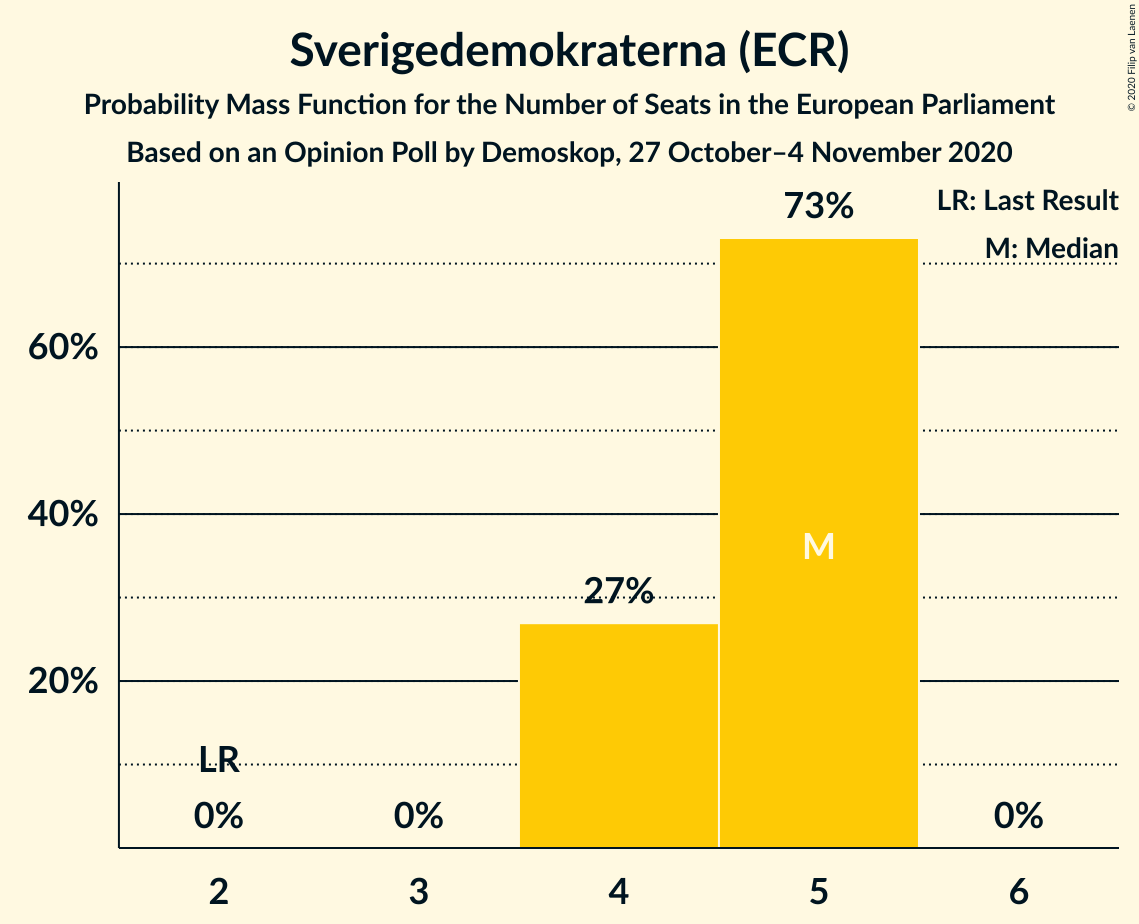 Sverigedemokraterna (ECR)
Probability Mass Function for the Number of Seats in the European Parliament
Based on an Opinion Poll by Demoskop, 27 October–4 November 2020
© 2020 Filip van Laenen
LR: Last Result
M: Median
73%
60%
40%
M
27%
20%
LR
0%
0%
0%
2
3
4
5
6